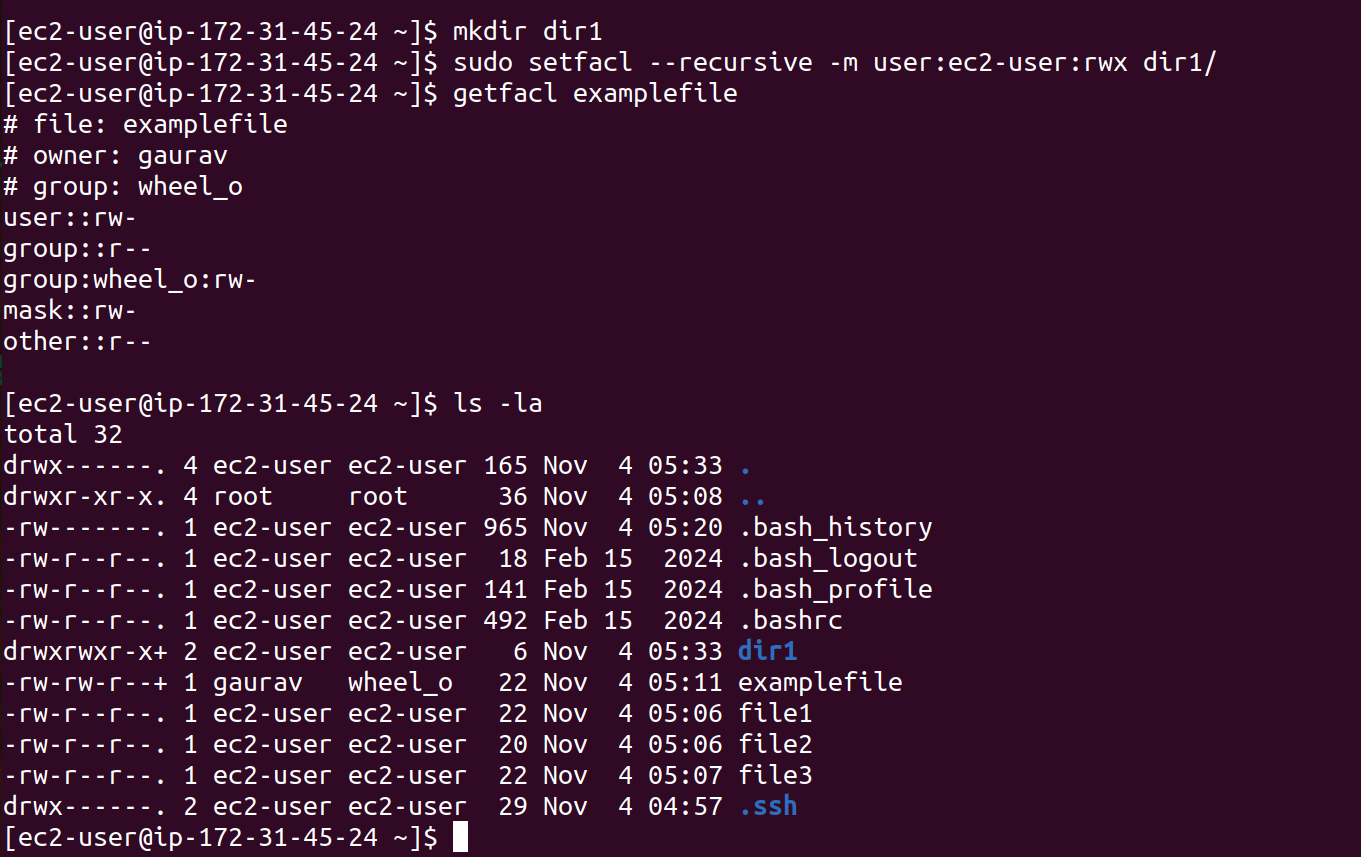 [ec2-user@ip-172-31-45-24 ~]$ mkdir dir1
[ec2-user@ip-172-31-45-24 ~]$ sudo setfacl --recursive -m user:ec2-user:rwx dir1/
[ec2-user@ip-172-31-45-24 ~]$ getfacl examplefile
# file: examplefile
# owner: gaurav
# group: wheel_o
user::rw-
group::r--
group:wheel_o:rw-
mask::rw-
other::r--

[ec2-user@ip-172-31-45-24 ~]$ ls -la
total 32
drwx------. 4 ec2-user ec2-user 165 Nov  4 05:33 .
drwxr-xr-x. 4 root     root      36 Nov  4 05:08 ..
-rw-------. 1 ec2-user ec2-user 965 Nov  4 05:20 .bash_history
-rw-r--r--. 1 ec2-user ec2-user  18 Feb 15  2024 .bash_logout
-rw-r--r--. 1 ec2-user ec2-user 141 Feb 15  2024 .bash_profile
-rw-r--r--. 1 ec2-user ec2-user 492 Feb 15  2024 .bashrc
drwxrwxr-x+ 2 ec2-user ec2-user   6 Nov  4 05:33 dir1
-rw-rw-r--+ 1 gaurav   wheel_o   22 Nov  4 05:11 examplefile
-rw-r--r--. 1 ec2-user ec2-user  22 Nov  4 05:06 file1
-rw-r--r--. 1 ec2-user ec2-user  20 Nov  4 05:06 file2
-rw-r--r--. 1 ec2-user ec2-user  22 Nov  4 05:07 file3
drwx------. 2 ec2-user ec2-user  29 Nov  4 04:57 .ssh
[ec2-user@ip-172-31-45-24 ~]$